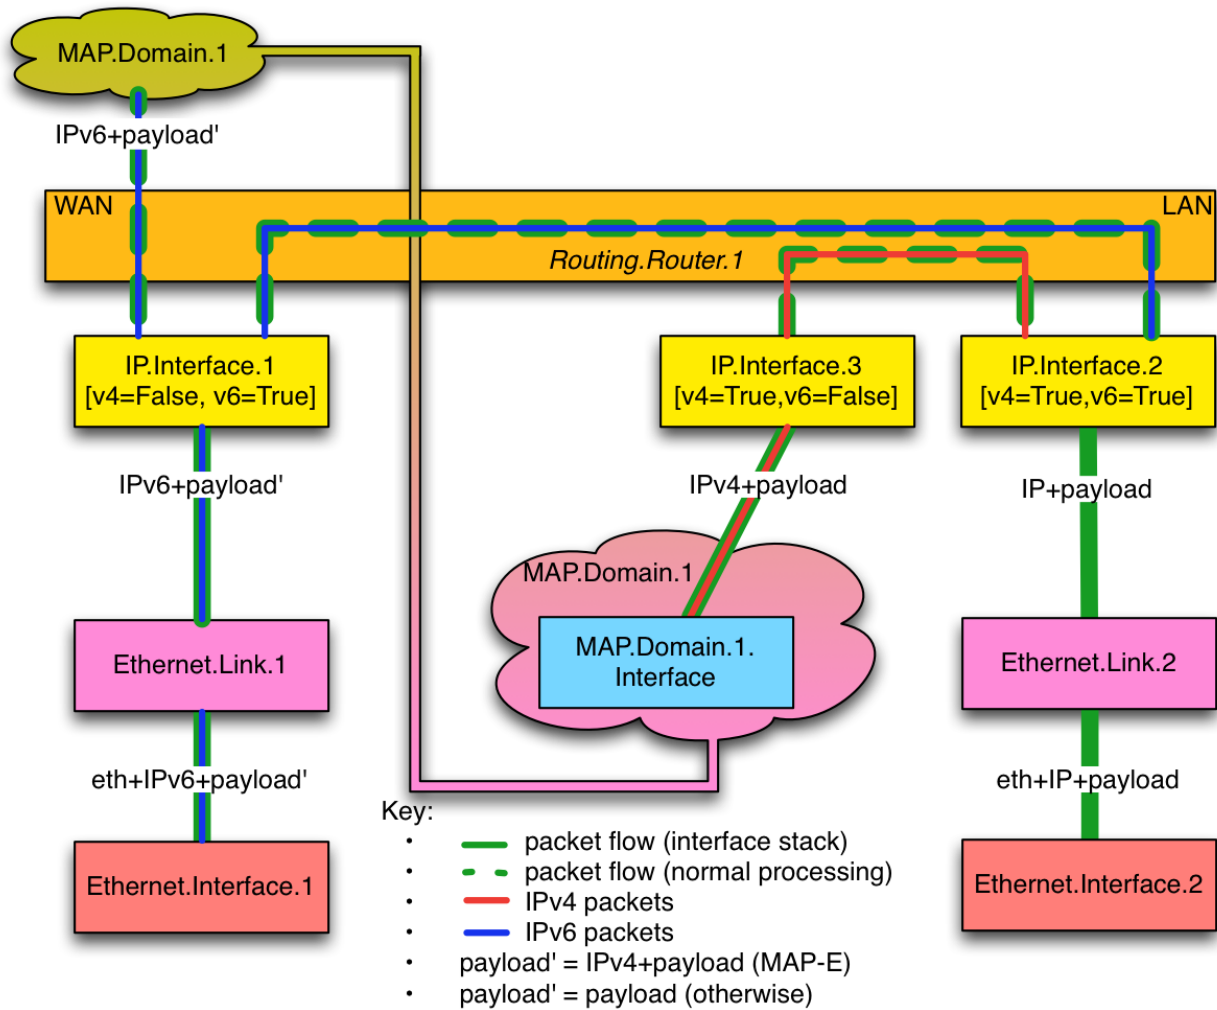 MAP.Domain.1
IPv6+payload'
WAN
LAN
Routing.Router.1
IP.Interface.1
[v4=False, v6=True]
IP.Interface.3
[v4=True,v6=False]
IP.Interface.2
[v4=True,v6=True]
IPv6+payload'
IPv4+payload
IP+payload
MAP.Domain.1
MAP.Domain.1.
Interface
Ethernet.Link.1
Ethernet.Link.2
eth+IPv6+payload'
eth+IP+payload
Key:
• packet flow (interface stack)
• packet flow (normal processing)
• IPv4 packets
• IPv6 packets
• payload' = IPv4+payload (MAP-E)
• payload' = payload (otherwise)
Ethernet.Interface.1
Ethernet.Interface.2